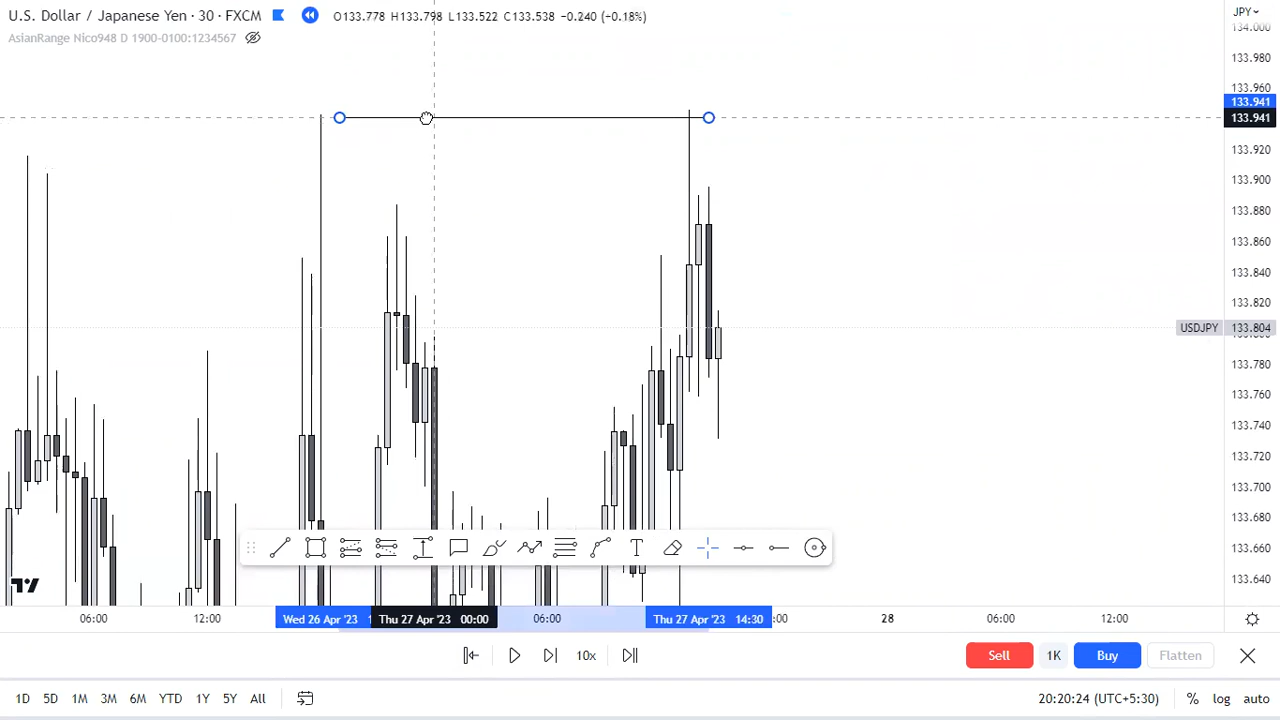 U.S. Dollar / Japanese Yen · 30 · FXCM O133.778 H133.798 L133.522 C133.538 −0.240 (−0.18%)
AsianRange Nico948 D 1900-0100:1234567
JPY
134.000
133.980
133.960
133.941
133.941
133.920
133.900
133.880
133.860
133.840
133.820
USDJPY 133.804
133.780
133.760
133.740
133.720
133.700
133.680
133.660
133.640
06:00 12:00 Wed 26 Apr '23 Thu 27 Apr '23 00:00 06:00 Thu 27 Apr '23 14:30 :00 28 06:00 12:00
10x Sell 1K Buy Flatten
1D 5D 1M 3M 6M YTD 1Y 5Y All 20:20:24 (UTC+5:30) % log auto